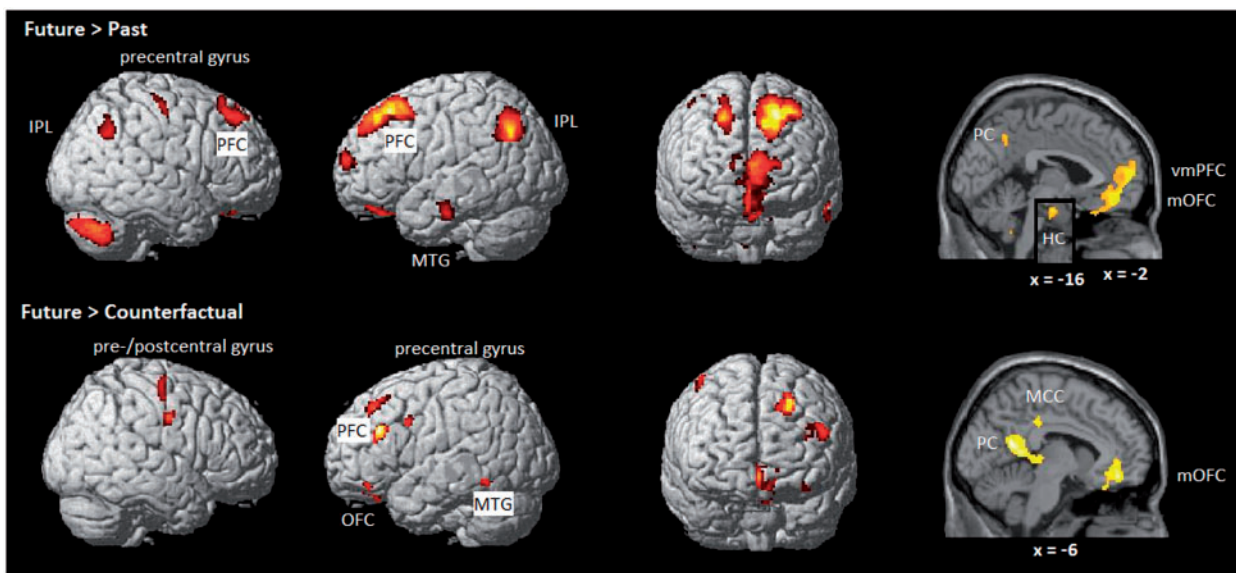 Future > Past
precentral gyrus
IPL
PFC
PFC
IPL
MTG
PC
vmPFC
mOFC
HC
x = -16
x = -2
Future > Counterfactual
pre-/postcentral gyrus
precentral gyrus
PFC
OFC
MTG
MCC
PC
mOFC
x = -6